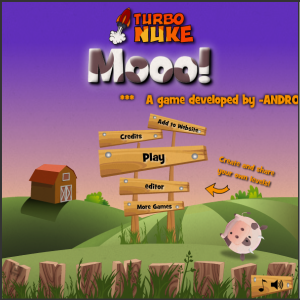 TURBO
NUKE
Mooo!
*** A game developed by -ANDRO
Add to Website
Credits
Play
Create and share
your own levels!
editor
More Games